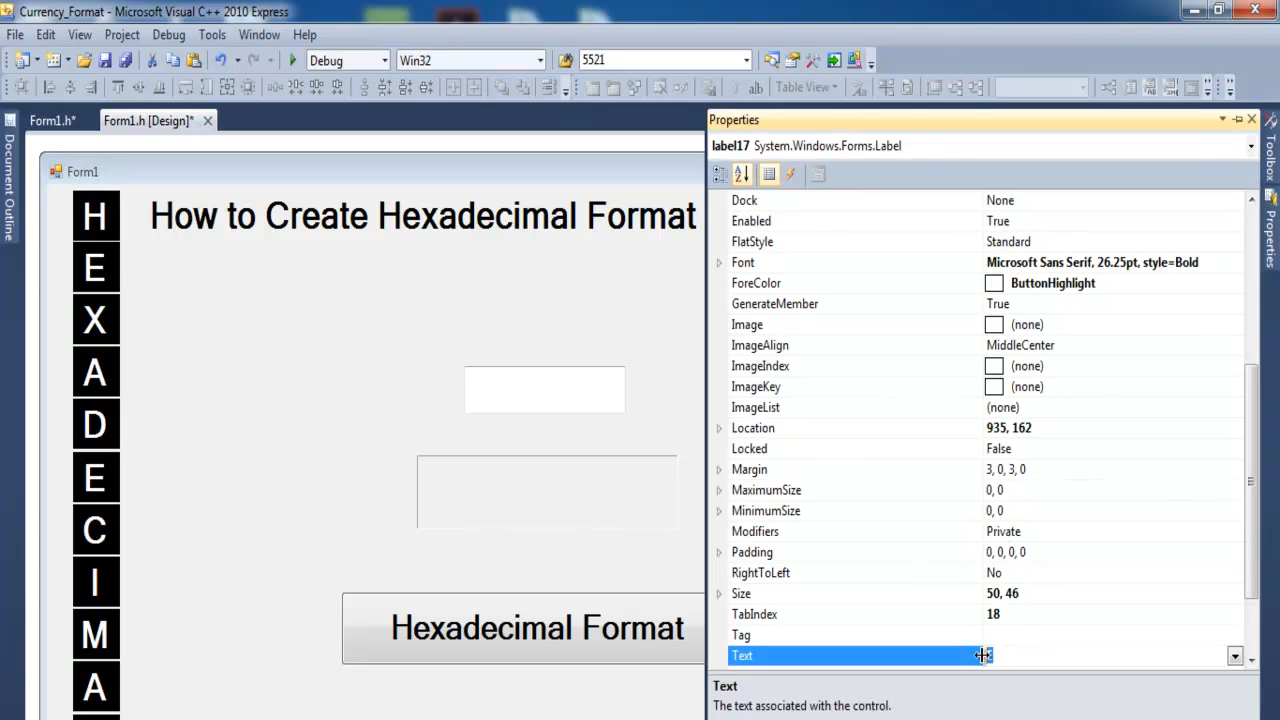 Currency_Format - Microsoft Visual C++ 2010 Express
File Edit View Project Debug Tools Window Help
Debug Win32 5521
Table View
Form1.h* Form1.h [Design]*
Document Outline
Form1
H
E
X
A
D
E
C
I
M
A
How to Create Hexadecimal Format
Hexadecimal Format
Properties
label17 System.Windows.Forms.Label
Dock None
Enabled True
FlatStyle Standard
Font Microsoft Sans Serif, 26.25pt, style=Bold
ForeColor ButtonHighlight
GenerateMember True
Image (none)
ImageAlign MiddleCenter
ImageIndex (none)
ImageKey (none)
ImageList (none)
Location 935, 162
Locked False
Margin 3, 0, 3, 0
MaximumSize 0, 0
MinimumSize 0, 0
Modifiers Private
Padding 0, 0, 0, 0
RightToLeft No
Size 50, 46
TabIndex 18
Tag
Text
Text
The text associated with the control.
Toolbox
Properties